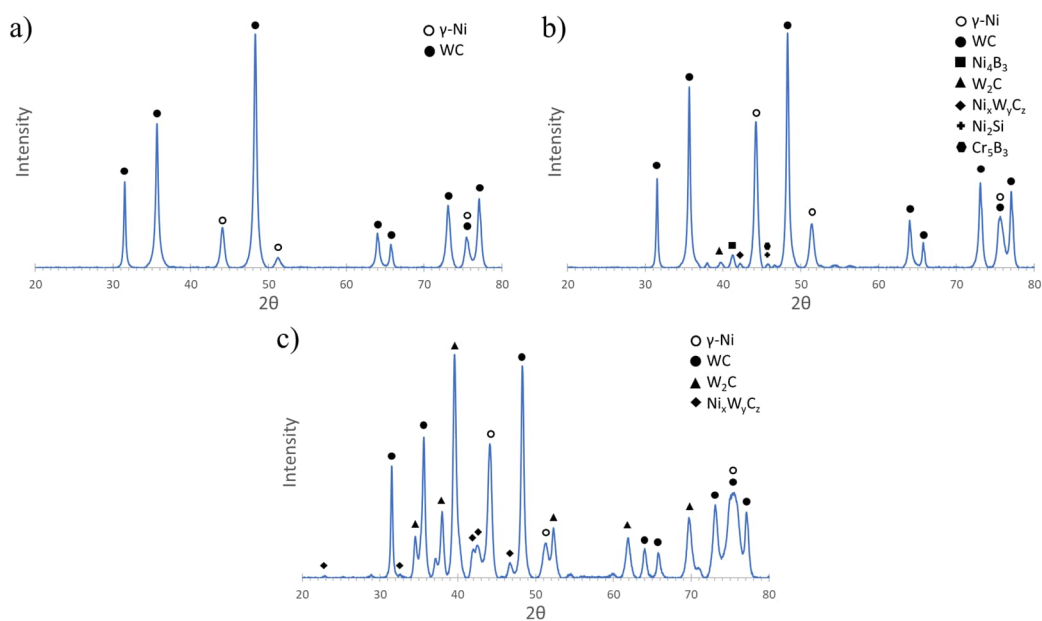 a)
γ-Ni
WC
Intensity
20 30 40 50 60 70 80
2θ
b)
γ-Ni
WC
Ni₄B₃
W₂C
NiₓWᵧC_z
Ni₂Si
Cr₅B₃
Intensity
20 30 40 50 60 70 80
2θ
c)
γ-Ni
WC
W₂C
NiₓWᵧC_z
Intensity
20 30 40 50 60 70 80
2θ